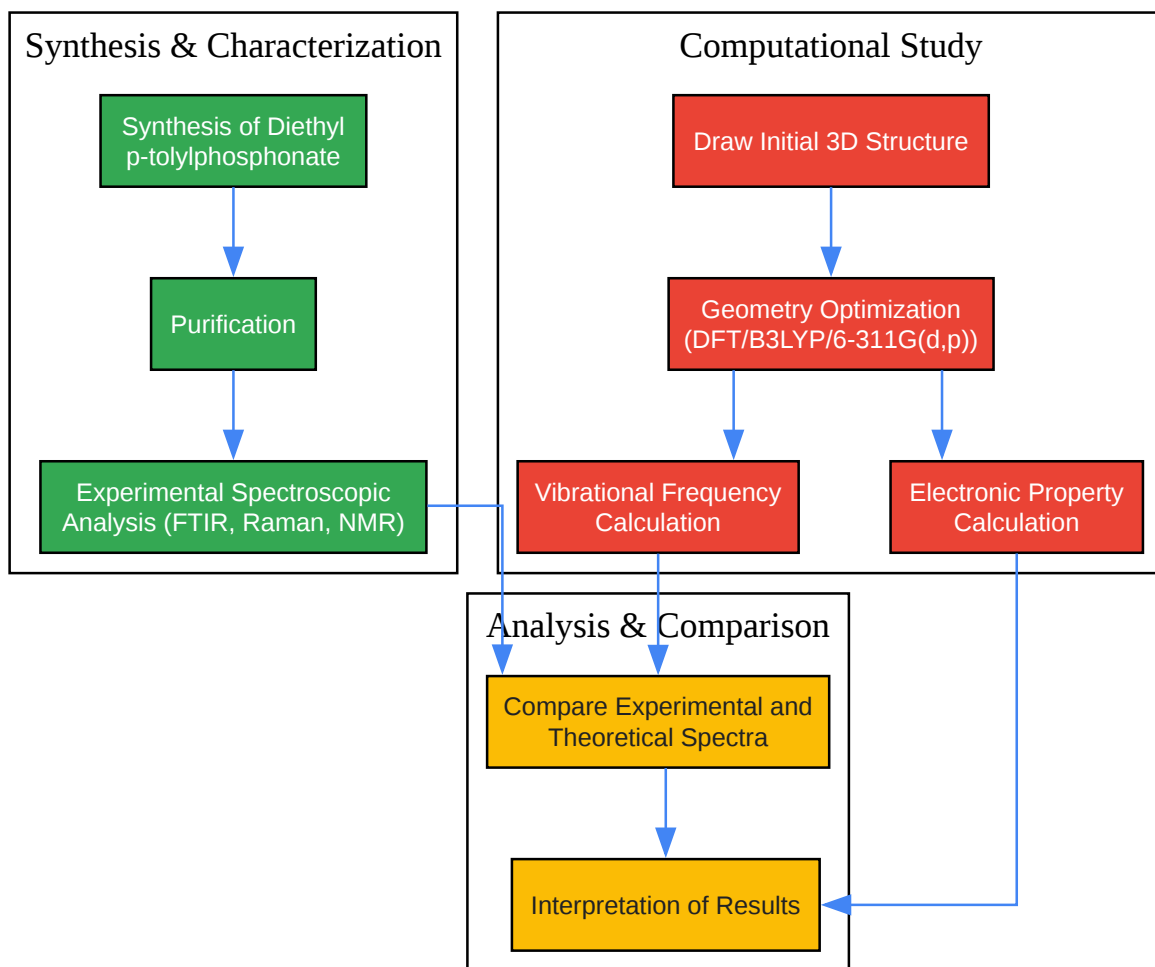 Synthesis & Characterization
Synthesis of Diethyl
p-tolylphosphonate
Purification
Experimental Spectroscopic
Analysis (FTIR, Raman, NMR)
Computational Study
Draw Initial 3D Structure
Geometry Optimization
(DFT/B3LYP/6-311G(d,p))
Vibrational Frequency
Calculation
Electronic Property
Calculation
Analysis & Comparison
Compare Experimental and
Theoretical Spectra
Interpretation of Results